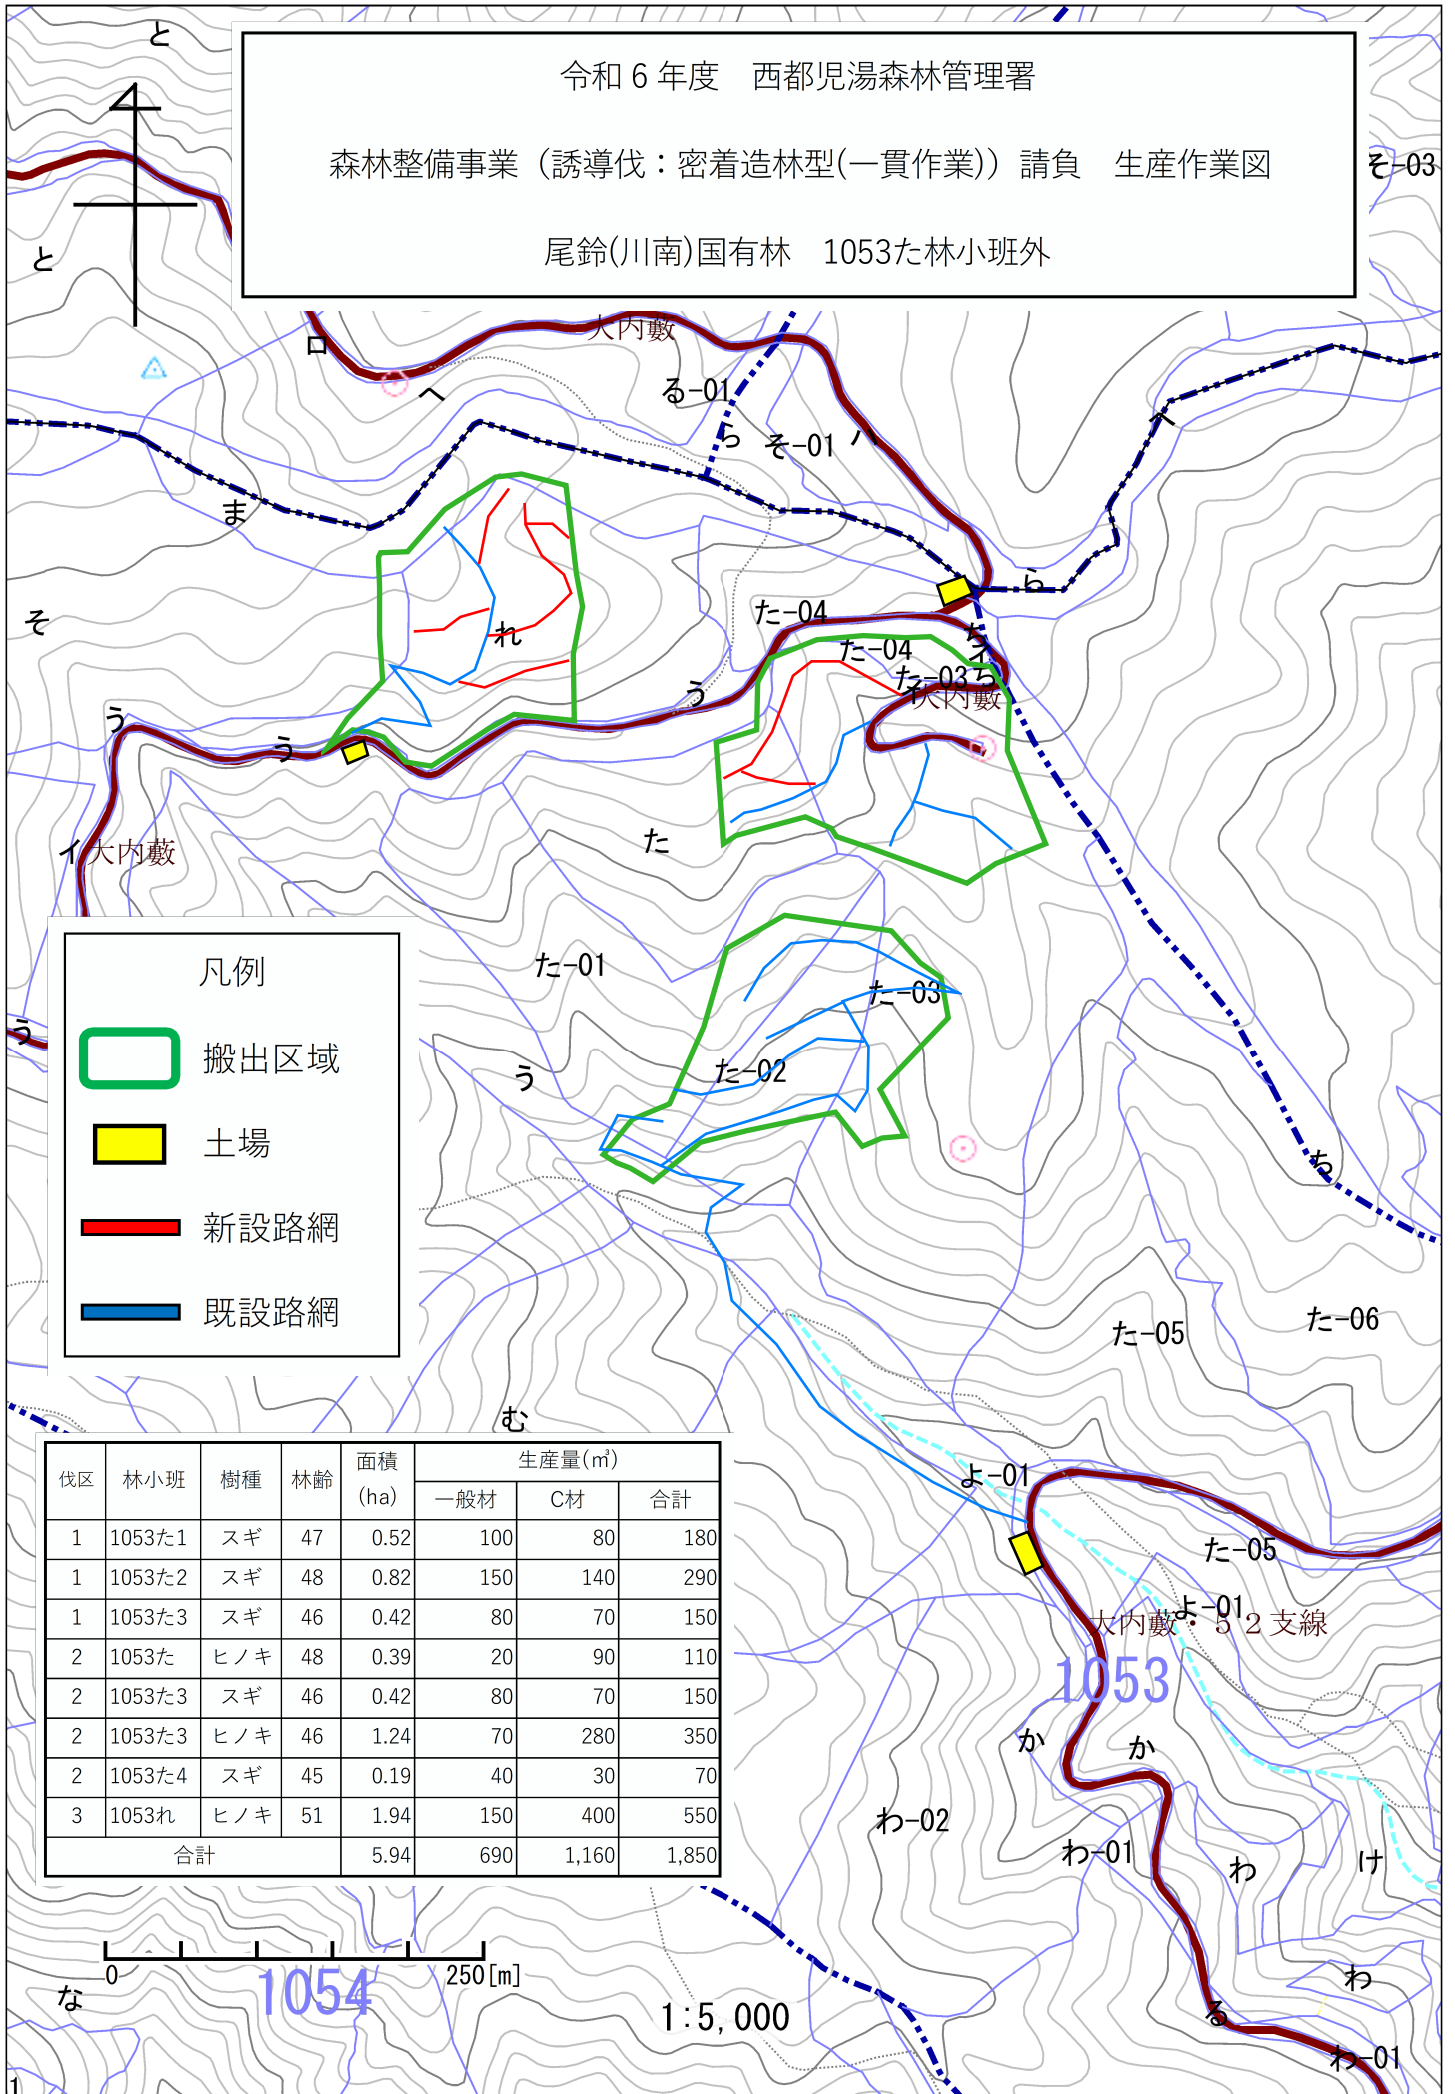 と
令和６年度　西都児湯森林管理署
森林整備事業（誘導伐：密着造林型(一貫作業)）請負　生産作業図
尾鈴(川南)国有林　1053た林小班外
そ-03
と
大内藪
ロ
へ
る-01
ら
そ-01
ハ
へ
ま
ら
そ
た-04
れ
ち
た-04
イ
た-03
ち
イ
大内藪
う
う
う
た
イ
大内藪
た-01
た-03
う
た-02
う
ち
凡例
搬出区域
土場
新設路網
既設路網
た-06
た-05
む
よ-01
た-05
よ-01
大内藪・５２支線
1053
か
か
わ-02
わ-01
わ
け
伐区 林小班 樹種 林齢 面積(ha) 生産量(㎥)
一般材 C材 合計
1 1053た1 スギ 47 0.52 100 80 180
1 1053た2 スギ 48 0.82 150 140 290
1 1053た3 スギ 46 0.42 80 70 150
2 1053た ヒノキ 48 0.39 20 90 110
2 1053た3 スギ 46 0.42 80 70 150
2 1053た3 ヒノキ 46 1.24 70 280 350
2 1053た4 スギ 45 0.19 40 30 70
3 1053れ ヒノキ 51 1.94 150 400 550
合計 5.94 690 1,160 1,850
0 250[m]
1054
な
1:5,000
わ
る
わ-01
1